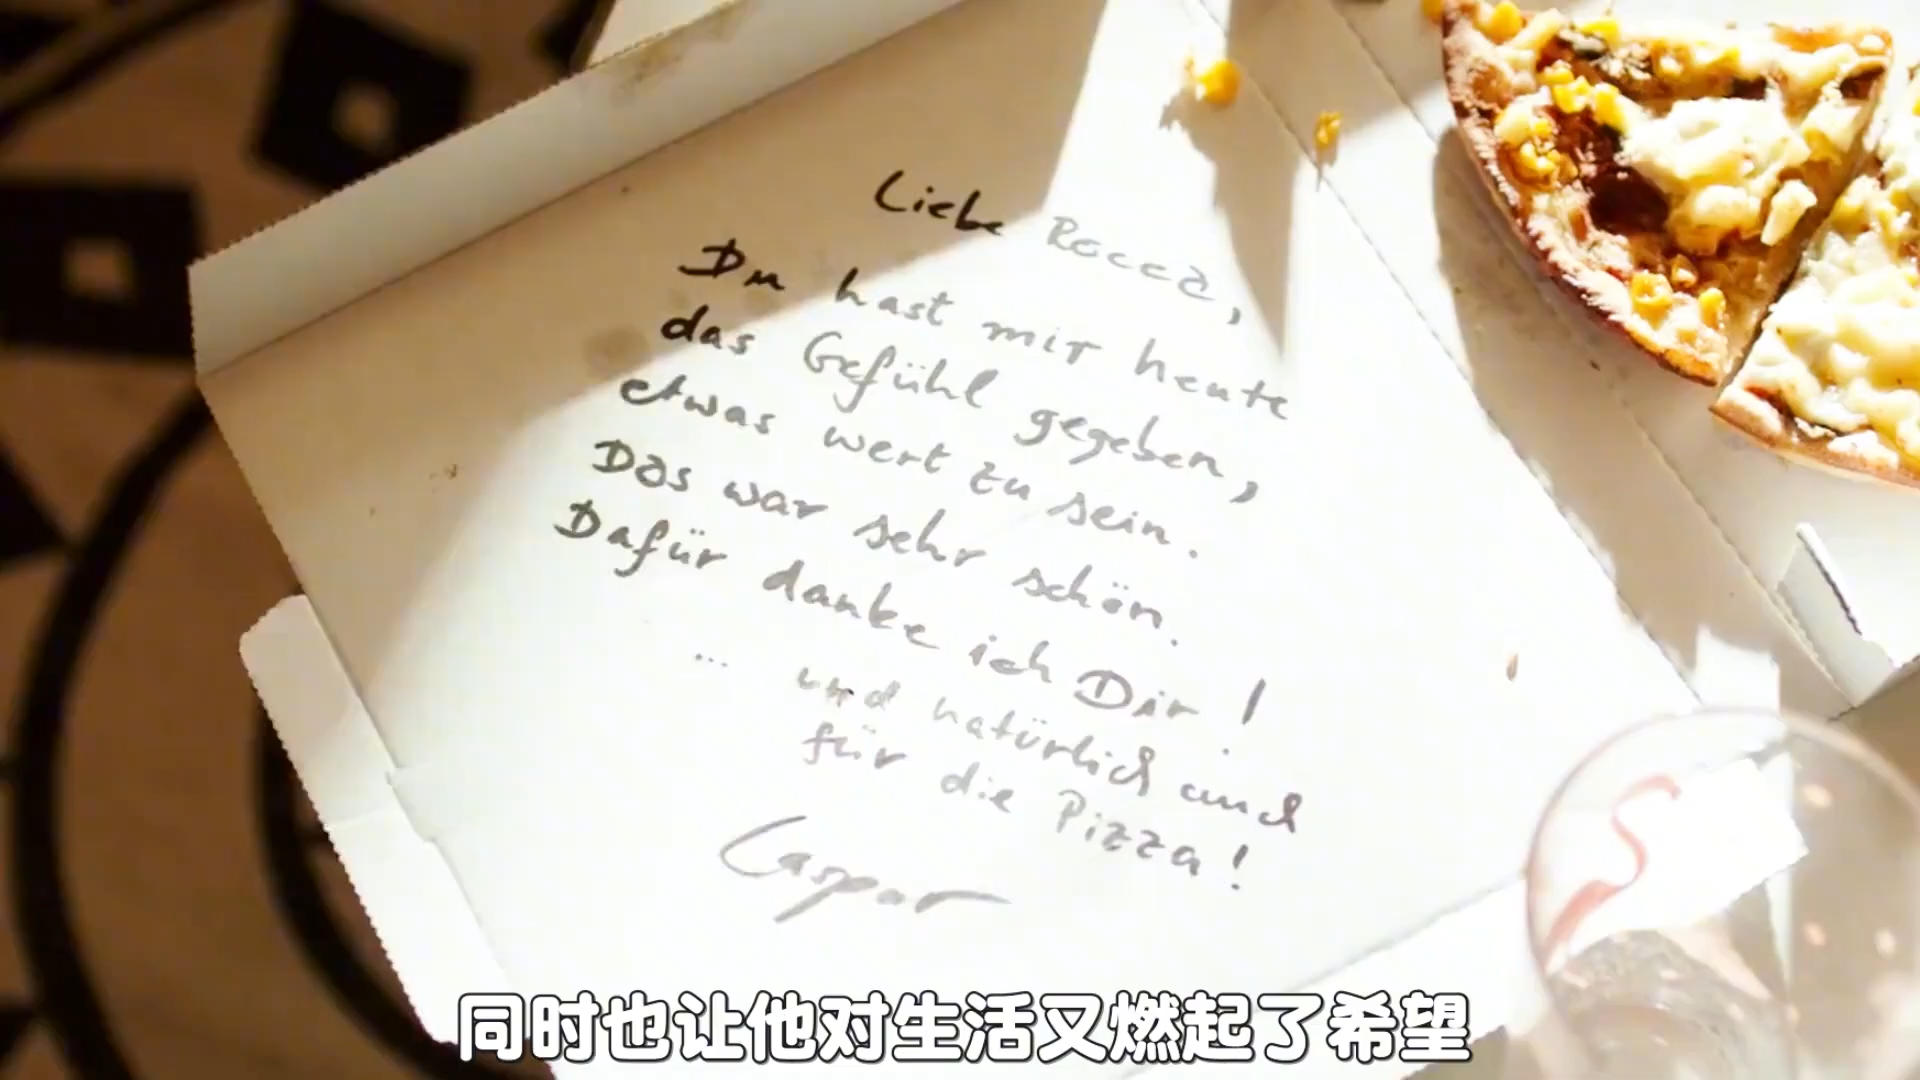 Liebe Rocca,
Du hast mir heute
das Gefühl gegeben,
etwas wert zu sein.
Das war sehr schön.
Dafür danke ich Dir!
... und natürlich auch
für die Pizza!
Caspar
同时也让他对生活又燃起了希望